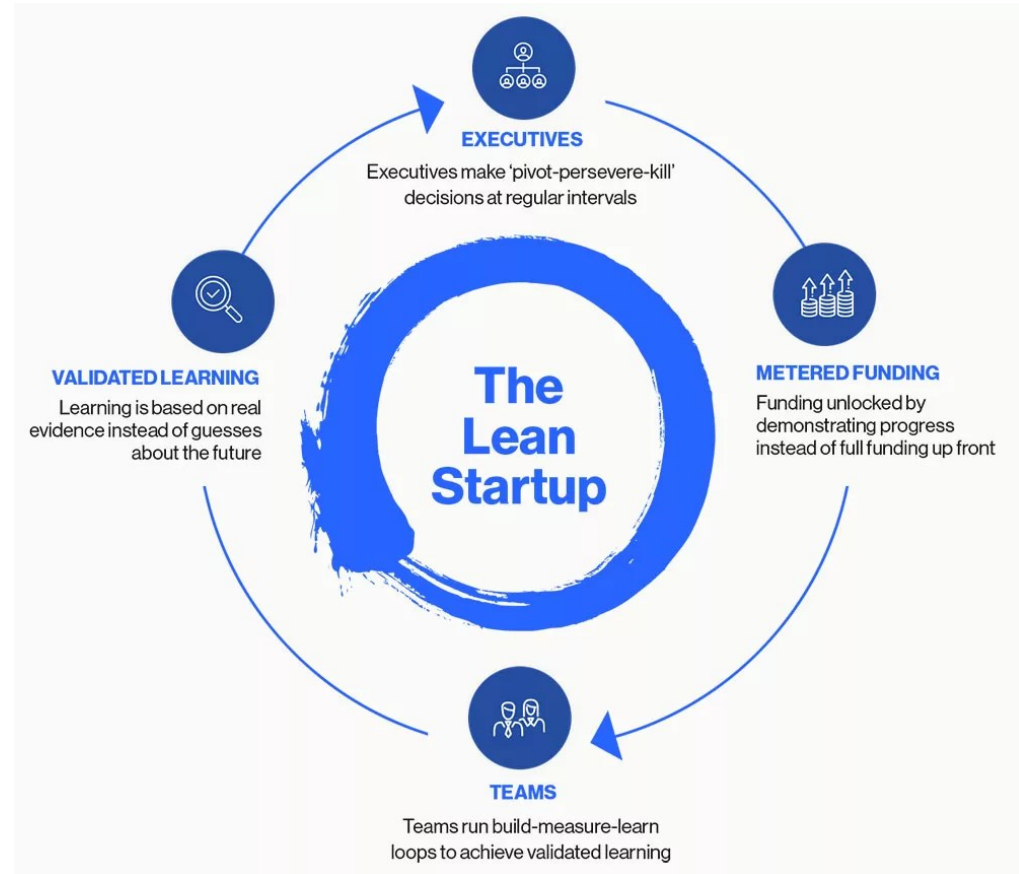 EXECUTIVES
Executives make ‘pivot-persevere-kill’
decisions at regular intervals
VALIDATED LEARNING
Learning is based on real
evidence instead of guesses
about the future
The
Lean
Startup
METERED FUNDING
Funding unlocked by
demonstrating progress
instead of full funding up front
TEAMS
Teams run build-measure-learn
loops to achieve validated learning